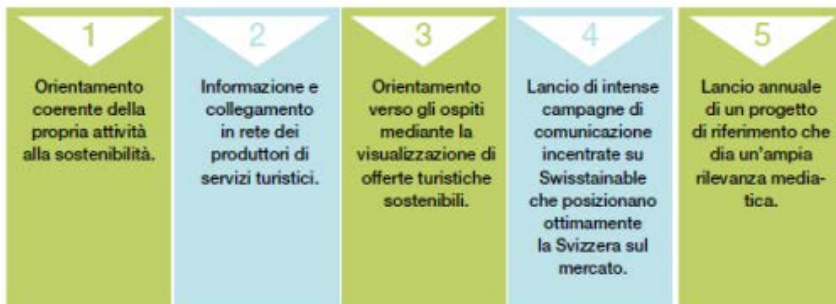 1
Orientamento
coerente della
propria attività
alla sostenibilità.
2
Informazione e
collegamento
in rete dei
produttori di
servizi turistici.
3
Orientamento
verso gli ospiti
mediante la
visualizzazione di
offerte turistiche
sostenibili.
4
Lancio di intense
campagne di
comunicazione
incentrate su
Swisstainable
che posizionano
ottimamente
la Svizzera sul
mercato.
5
Lancio annuale
di un progetto
di riferimento che
dia un'ampia
rilevanza media-
tica.